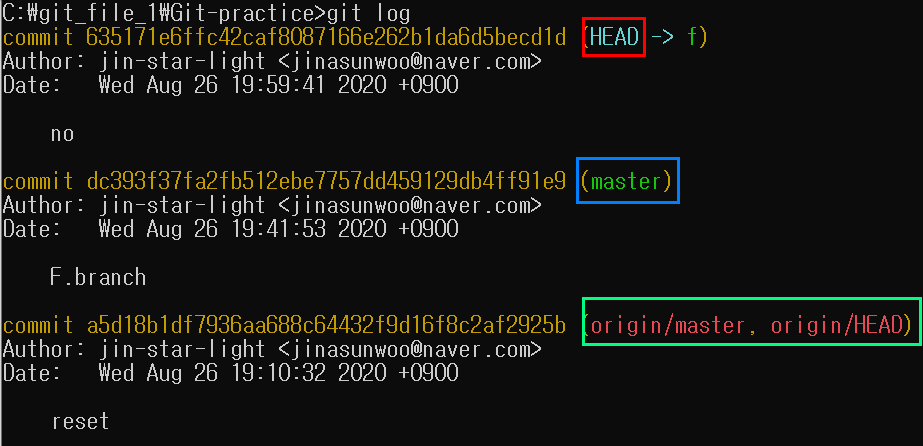 C:\git_file_1\Git-practice>git log
commit 635171e6ffc42caf8087166e262b1da6d5becd1d (HEAD -> f)
Author: jin-star-light <jinasunwoo@naver.com>
Date:   Wed Aug 26 19:59:41 2020 +0900
no
commit dc393f37fa2fb512ebe7757dd459129db4ff91e9 (master)
Author: jin-star-light <jinasunwoo@naver.com>
Date:   Wed Aug 26 19:41:53 2020 +0900
F.branch
commit a5d18b1df7936aa688c64432f9d16f8c2af2925b (origin/master, origin/HEAD)
Author: jin-star-light <jinasunwoo@naver.com>
Date:   Wed Aug 26 19:10:32 2020 +0900
reset